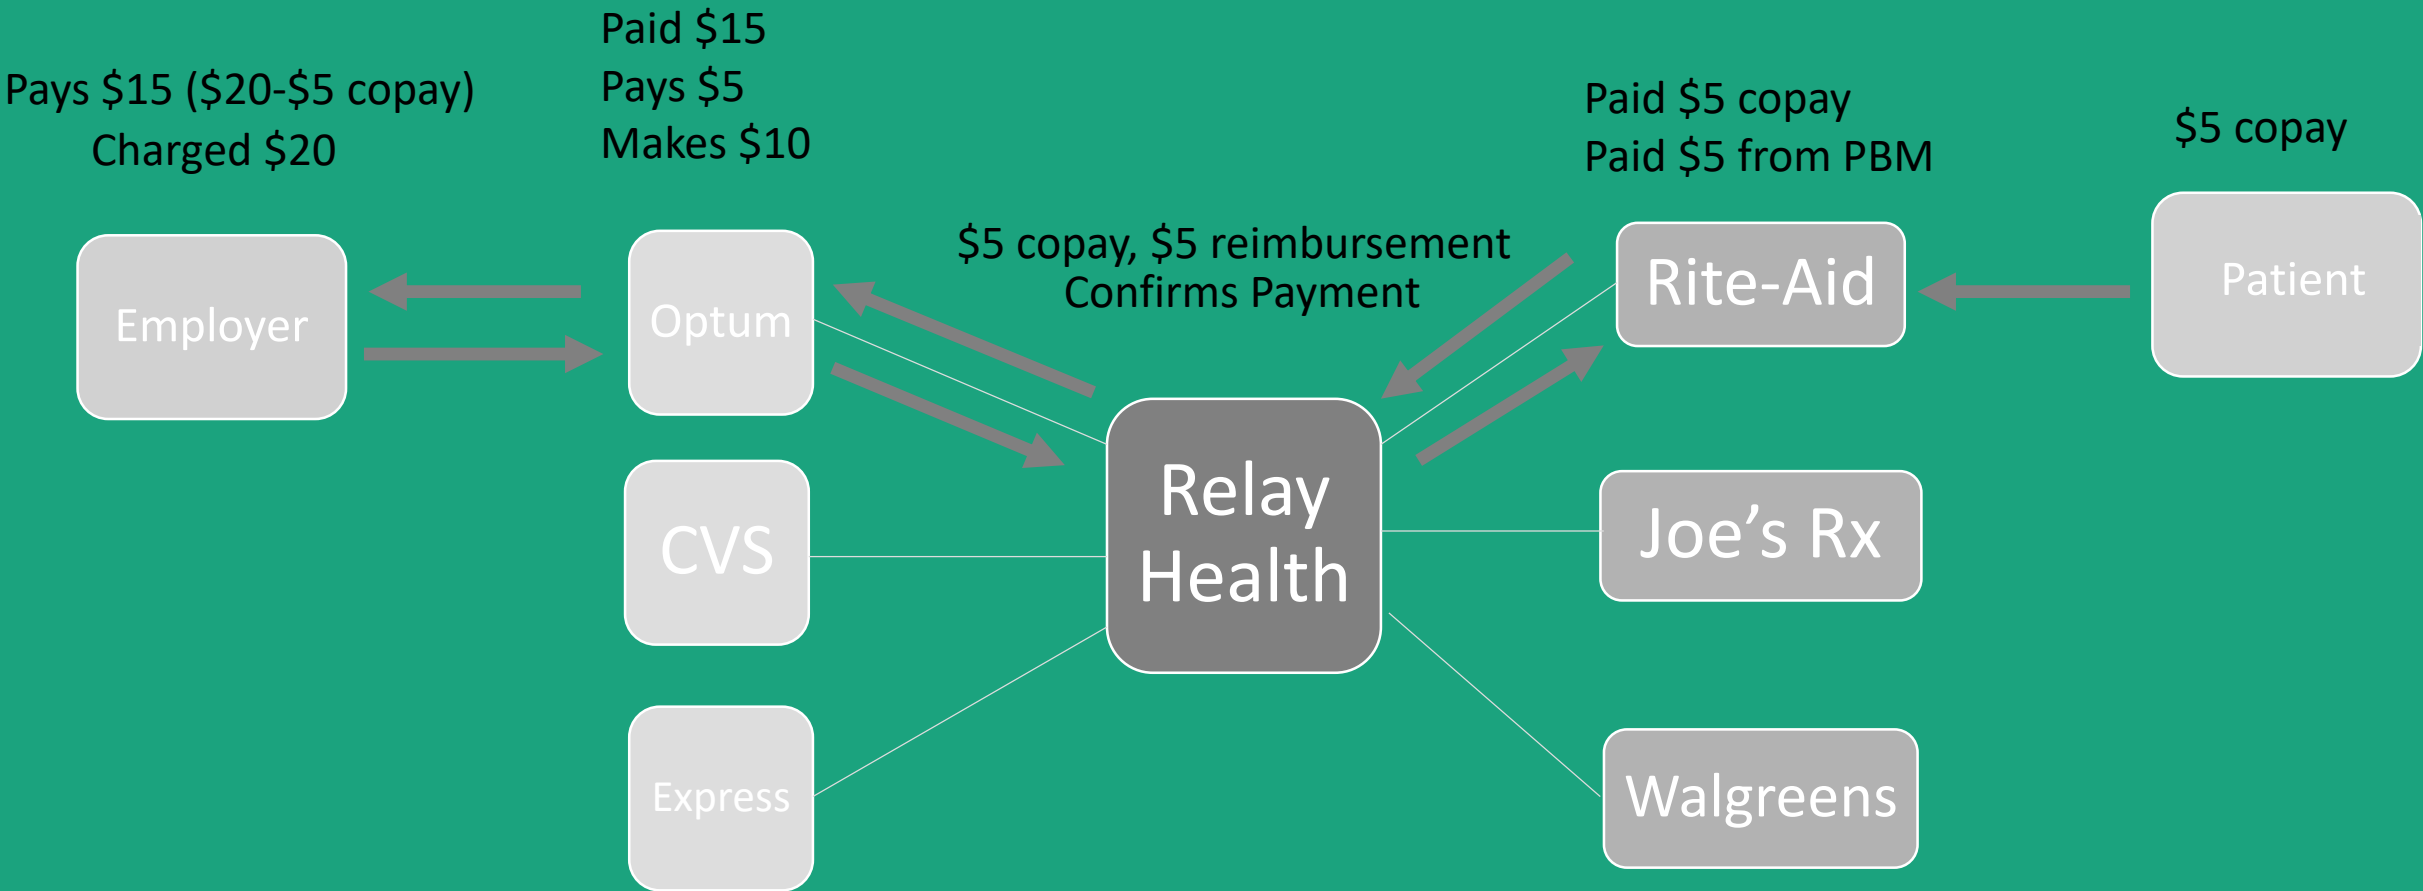 Paid $15
Pays $5
Makes $10
Pays $15 ($20-$5 copay)
Charged $20
Paid $5 copay
Paid $5 from PBM
$5 copay
$5 copay, $5 reimbursement
Confirms Payment
Employer
Optum
Rite-Aid
Patient
Relay
Health
CVS
Joe’s Rx
Express
Walgreens